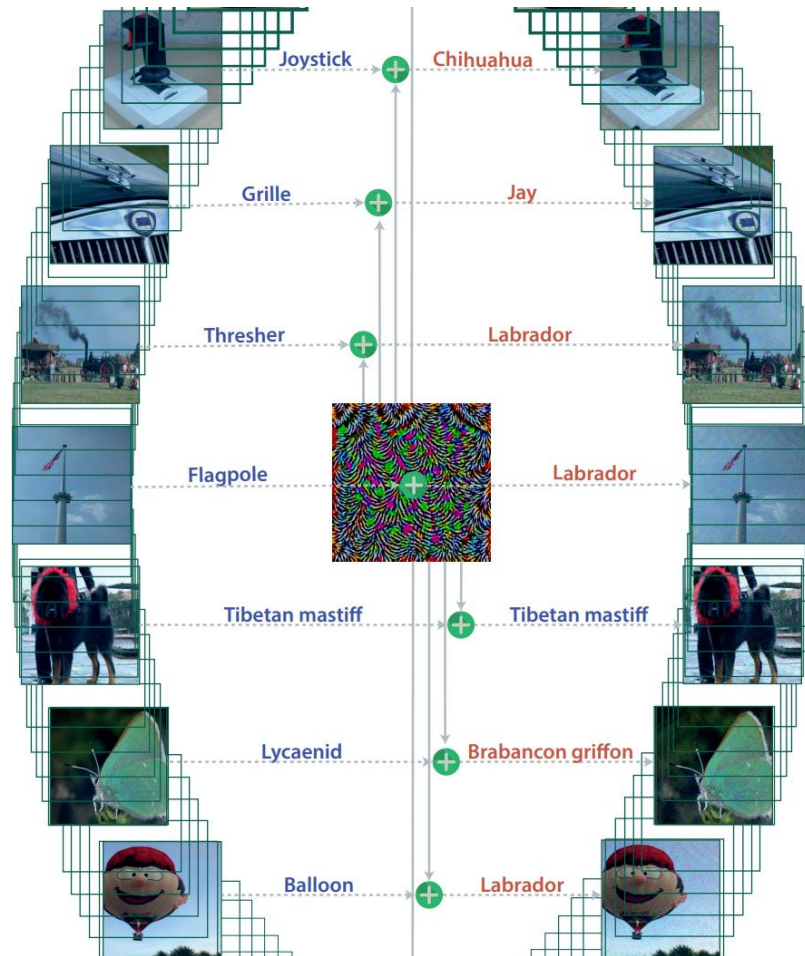 Joystick Chihuahua
Grille Jay
Thresher Labrador
Flagpole Labrador
Tibetan mastiff Tibetan mastiff
Lycaenid Brabancon griffon
Balloon Labrador